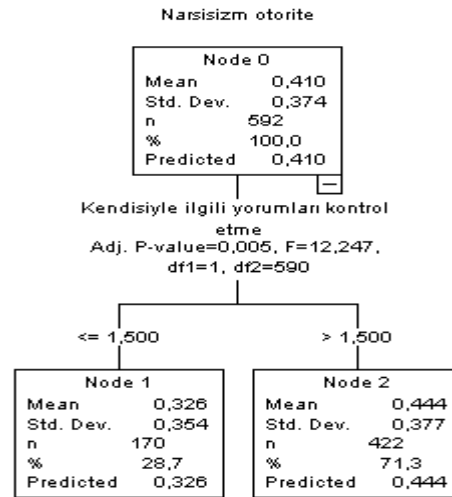 Narsisizm otorite
Node 0
Mean 0,410
Std. Dev. 0,374
n 592
% 100,0
Predicted 0,410
Kendisiyle ilgili yorumları kontrol
etme
Adj. P-value=0,005, F=12,247,
df1=1, df2=590
<= 1,500
> 1,500
Node 1
Mean 0,326
Std. Dev. 0,354
n 170
% 28,7
Predicted 0,326
Node 2
Mean 0,444
Std. Dev. 0,377
n 422
% 71,3
Predicted 0,444